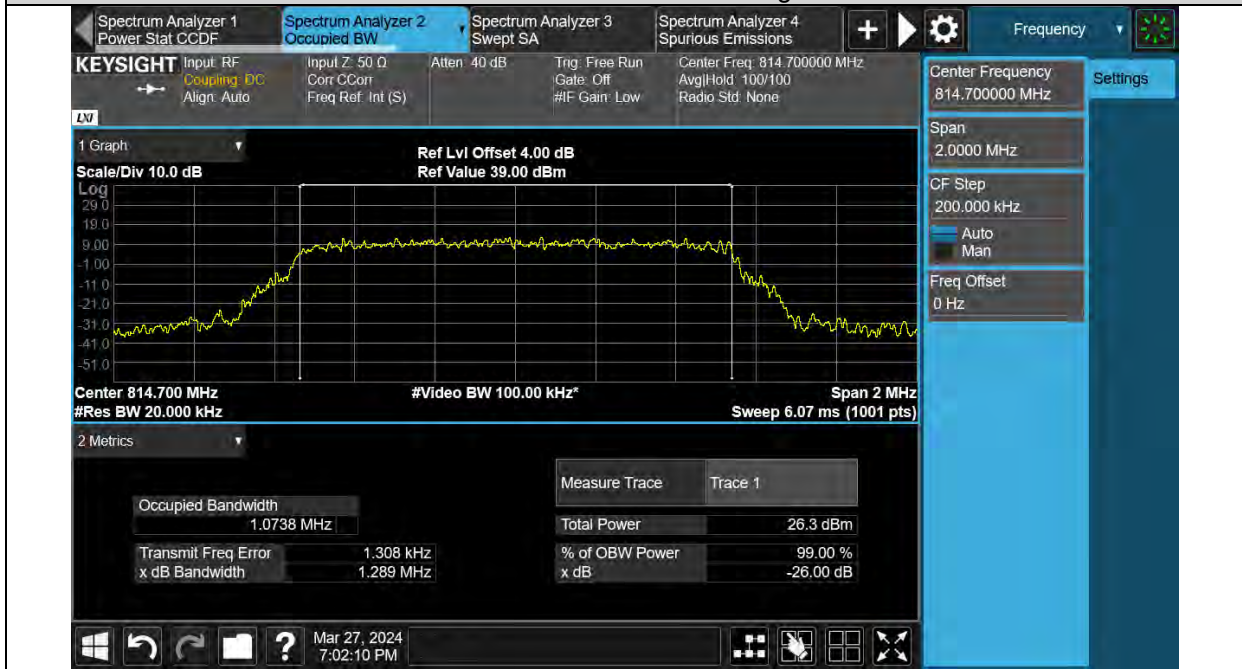 Spectrum Analyzer 1
Power Stat CCDF
Spectrum Analyzer 2
Occupied BW
Spectrum Analyzer 3
Swept SA
Spectrum Analyzer 4
Spurious Emissions
+
Frequency
KEYSIGHT
Input: RF
Coupling: DC
Align: Auto
Input Z: 50 Ω
Corr CCorr
Freq Ref: Int (S)
Atten: 40 dB
Trig: Free Run
Gate: Off
#IF Gain: Low
Center Freq: 814.700000 MHz
Avg|Hold: 100/100
Radio Std: None
LXI
Center Frequency
814.700000 MHz
Settings
Span
2.0000 MHz
CF Step
200.000 kHz
Auto
Man
Freq Offset
0 Hz
1 Graph
Scale/Div 10.0 dB
Ref Lvl Offset 4.00 dB
Ref Value 39.00 dBm
Log
29.0
19.0
9.00
-1.00
-11.0
-21.0
-31.0
-41.0
-51.0
Center 814.700 MHz
#Res BW 20.000 kHz
#Video BW 100.00 kHz*
Span 2 MHz
Sweep 6.07 ms (1001 pts)
2 Metrics
Measure Trace Trace 1
Occupied Bandwidth
1.0738 MHz
Total Power 26.3 dBm
Transmit Freq Error 1.308 kHz
% of OBW Power 99.00 %
x dB Bandwidth 1.289 MHz
x dB -26.00 dB
?
Mar 27, 2024
7:02:10 PM